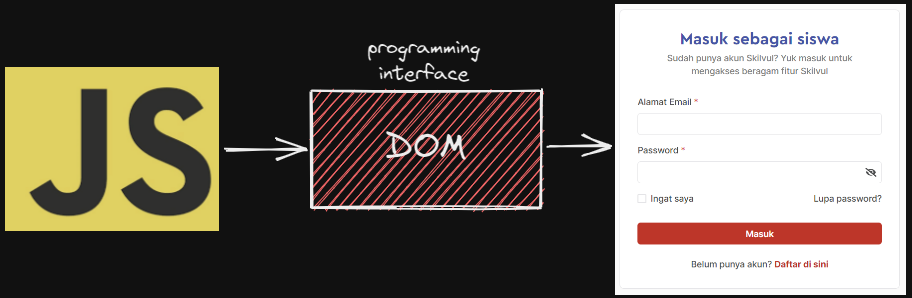 JS
programming
interface
DOM
Masuk sebagai siswa
Sudah punya akun Skilvul? Yuk masuk untuk
mengakses beragam fitur Skilvul
Alamat Email *
Password *
Ingat saya Lupa password?
Masuk
Belum punya akun? Daftar di sini